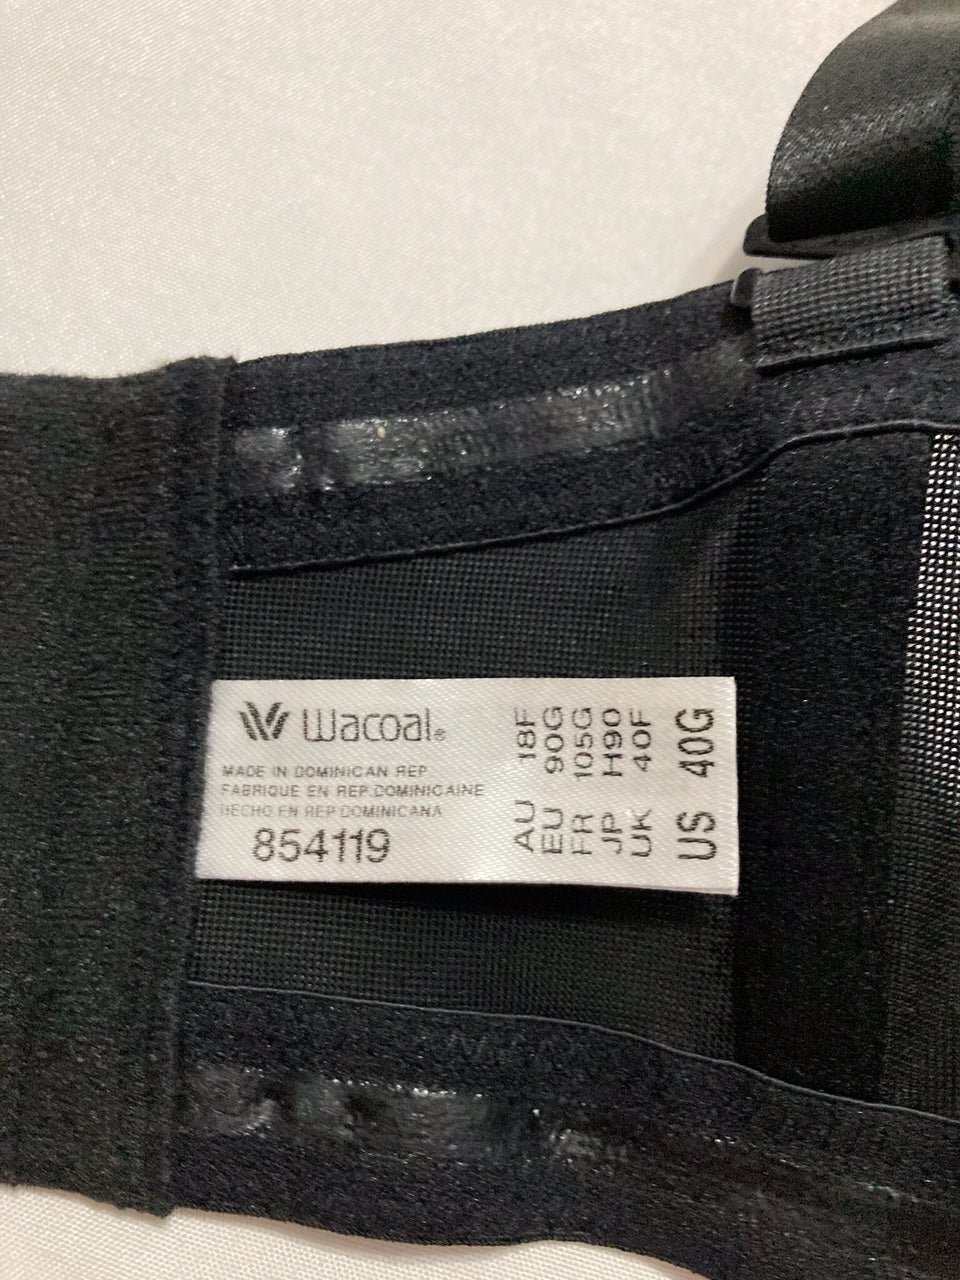 Wacoal®
MADE IN DOMINICAN REP.
FABRIQUE EN REP.DOMINICAINE
HECHO EN REP.DOMINICANA
854119
AU 18F
EU 90G
FR 105G
JP H90
UK 40F
US 40G